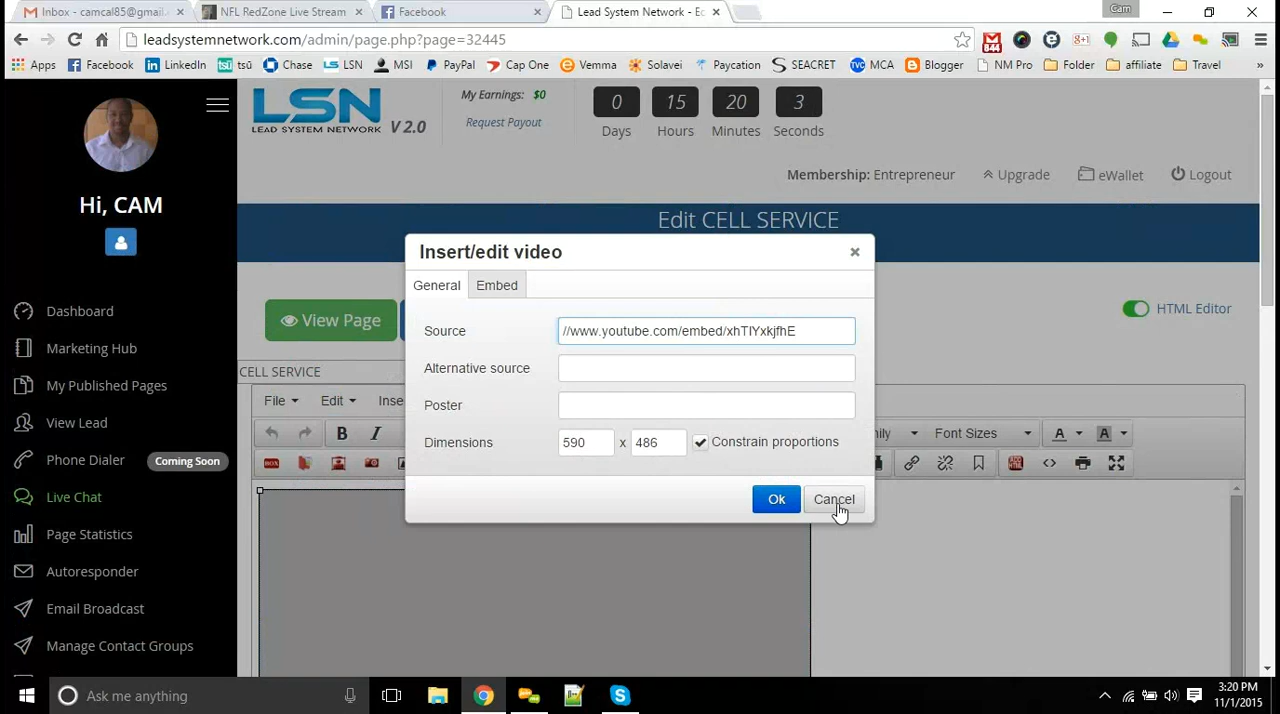 Inbox - camcal85@gmail.
NFL RedZone Live Stream
Facebook
Lead System Network - Ec
Cam
leadsystemnetwork.com/admin/page.php?page=32445
844
Apps
Facebook
LinkedIn
tsū
Chase
LSN
MSI
PayPal
Cap One
Vemma
Solavei
Paycation
SEACRET
MCA
Blogger
NM Pro
Folder
affiliate
Travel
»
LSN
LEAD SYSTEM NETWORK
V 2.0
My Earnings: $0
Request Payout
0 15 20 3
Days Hours Minutes Seconds
Membership: Entrepreneur
Upgrade
eWallet
Logout
Hi, CAM
Dashboard
Marketing Hub
My Published Pages
View Lead
Phone Dialer
Coming Soon
Live Chat
Page Statistics
Autoresponder
Email Broadcast
Manage Contact Groups
Edit CELL SERVICE
View Page
HTML Editor
CELL SERVICE
File
Edit
Inse
B
I
ily
Font Sizes
A
A
Insert/edit video
×
General
Embed
Source
//www.youtube.com/embed/xhTIYxkjfhE
Alternative source
Poster
Dimensions
590 x 486
Constrain proportions
Ok
Cancel
Ask me anything
3:20 PM
11/1/2015